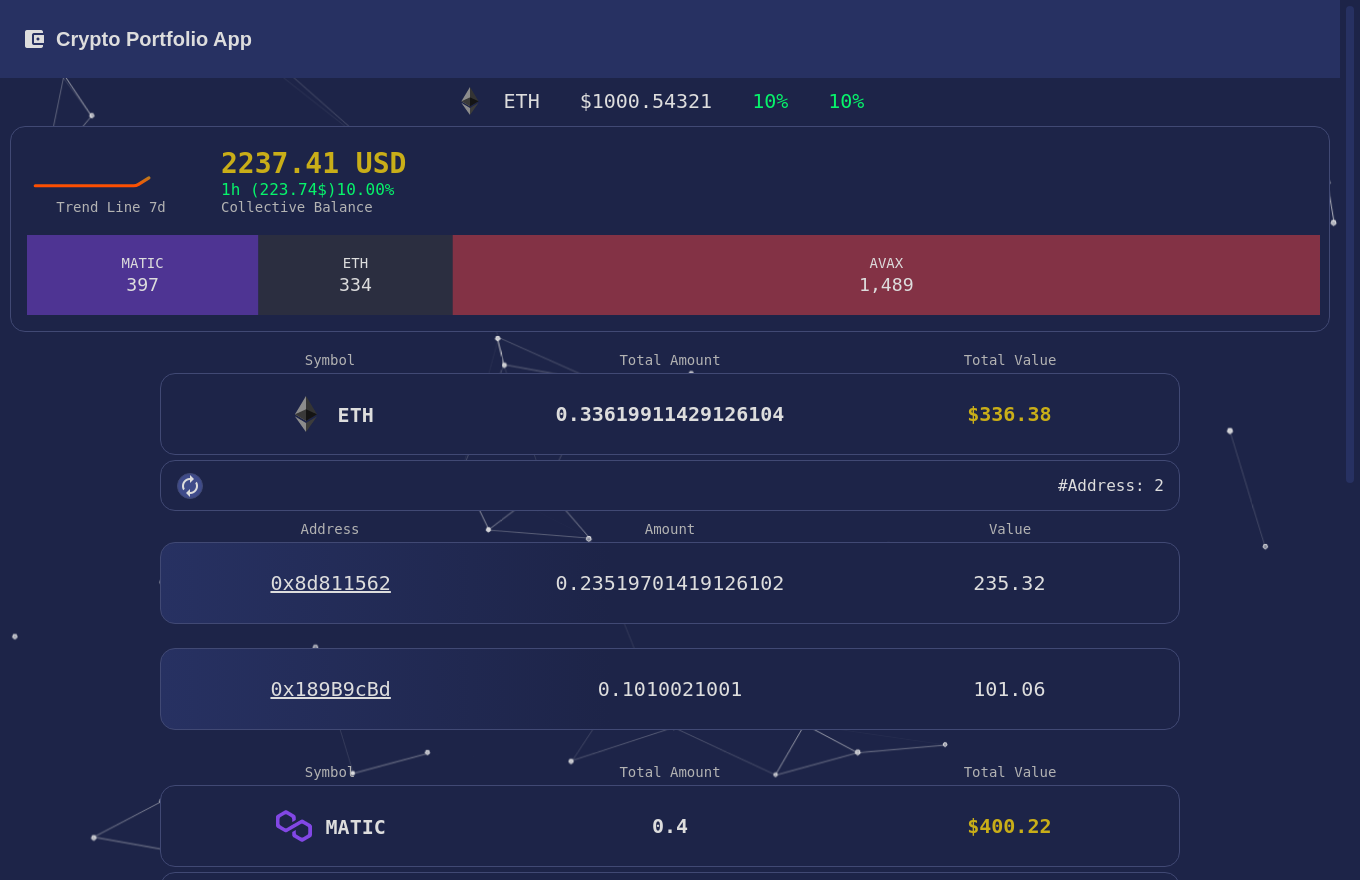 Crypto Portfolio App
ETH $1000.54321 10% 10%
2237.41 USD
1h (223.74$)10.00%
Trend Line 7d Collective Balance
MATIC ETH AVAX
397 334 1,489
Symbol Total Amount Total Value
ETH 0.33619911429126104 $336.38
#Address: 2
Address Amount Value
0x8d811562 0.23519701419126102 235.32
0x189B9cBd 0.1010021001 101.06
Symbol Total Amount Total Value
MATIC 0.4 $400.22